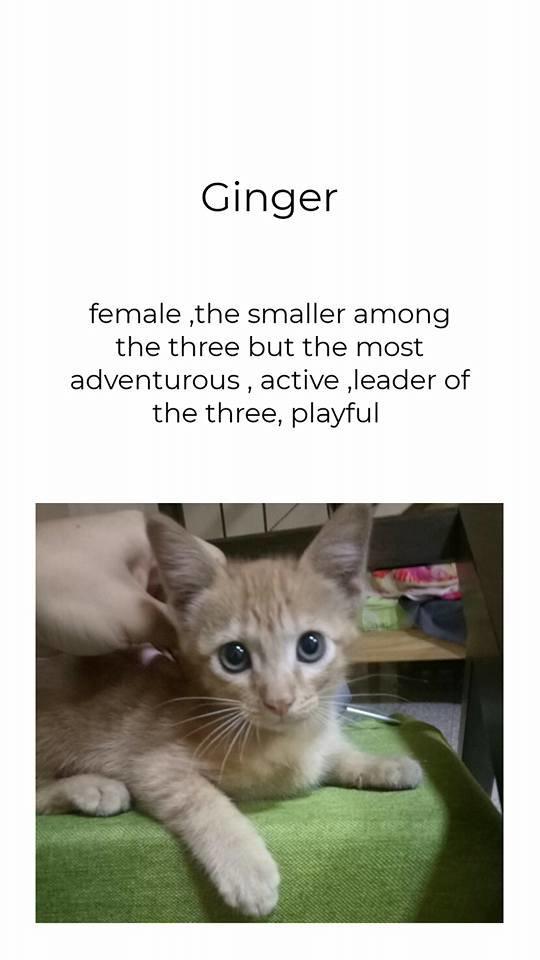 Ginger
female ,the smaller among
the three but the most
adventurous , active ,leader of
the three, playful